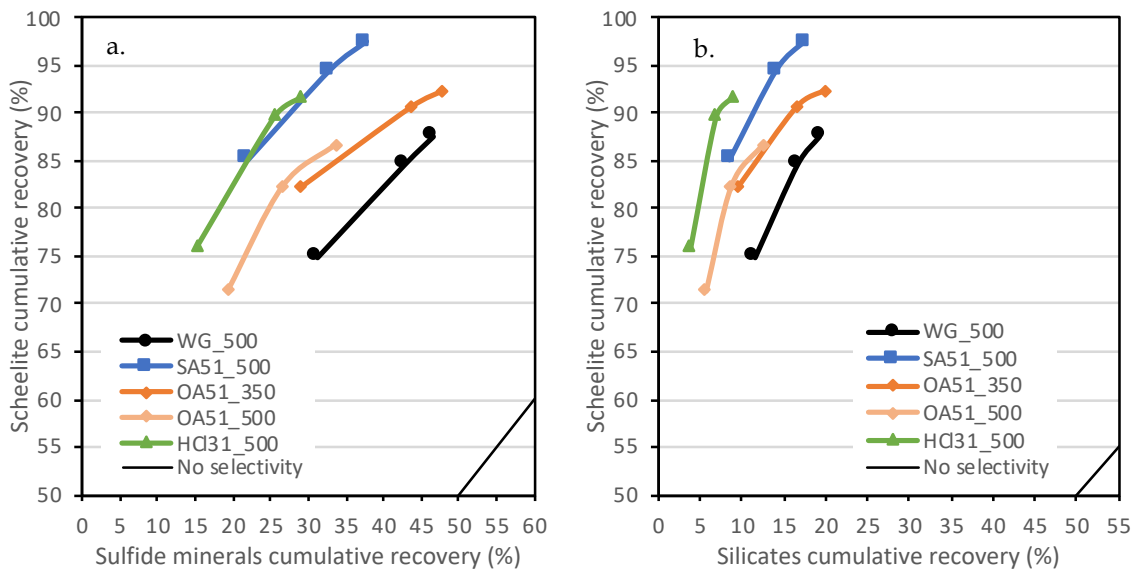 a.
Scheelite cumulative recovery (%)
100
95
90
85
80
75
70
65
60
55
50
WG_500
SA51_500
OA51_350
OA51_500
HCl31_500
No selectivity
0 5 10 15 20 25 30 35 40 45 50 55 60
Sulfide minerals cumulative recovery (%)
b.
Scheelite cumulative recovery (%)
100
95
90
85
80
75
70
65
60
55
50
WG_500
SA51_500
OA51_350
OA51_500
HCl31_500
No selectivity
0 5 10 15 20 25 30 35 40 45 50 55
Silicates cumulative recovery (%)